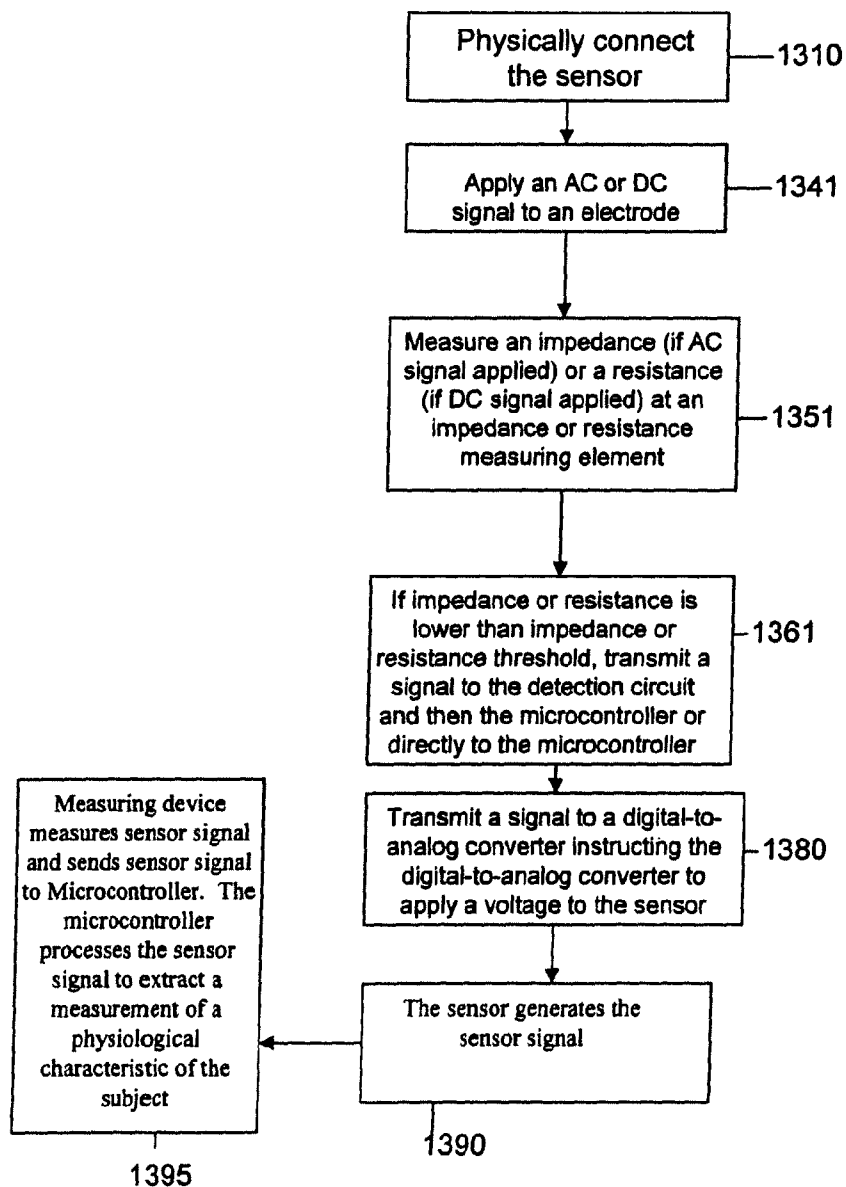 Physically connect
the sensor
1310
Apply an AC or DC
signal to an electrode
1341
Measure an impedance (if AC
signal applied) or a resistance
(if DC signal applied) at an
impedance or resistance
measuring element
1351
If impedance or resistance is
lower than impedance or
resistance threshold, transmit a
signal to the detection circuit
and then the microcontroller or
directly to the microcontroller
1361
Transmit a signal to a digital-to-
analog converter instructing the
digital-to-analog converter to
apply a voltage to the sensor
1380
The sensor generates the
sensor signal
1390
Measuring device
measures sensor signal
and sends sensor signal
to Microcontroller. The
microcontroller
processes the sensor
signal to extract a
measurement of a
physiological
characteristic of the
subject
1395